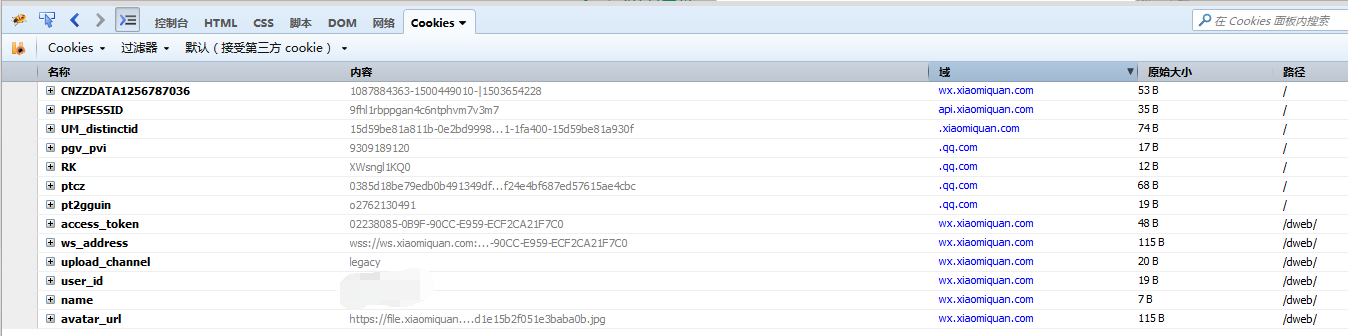 控制台 HTML CSS 脚本 DOM 网络 Cookies 在 Cookies 面板内搜索
Cookies 过滤器 默认（接受第三方 cookie）
名称 内容 域 原始大小 路径
CNZZDATA1256787036 1087884363-1500449010-|1503654228 wx.xiaomiquan.com 53 B /
PHPSESSID 9fhl1rbppgan4c6ntphvm7v3m7 api.xiaomiquan.com 35 B /
UM_distinctid 15d59be81a811b-0e2bd9998...1-1fa400-15d59be81a930f .xiaomiquan.com 74 B /
pgv_pvi 9309189120 .qq.com 17 B /
RK XWsngl1KQ0 .qq.com 12 B /
ptcz 0385d18be79edb0b491349df...f24e4bf687ed57615ae4cbc .qq.com 68 B /
pt2gguin o2762130491 .qq.com 19 B /
access_token 02238085-0B9F-90CC-E959-ECF2CA21F7C0 wx.xiaomiquan.com 48 B /dweb/
ws_address wss://ws.xiaomiquan.com:...-90CC-E959-ECF2CA21F7C0 wx.xiaomiquan.com 115 B /dweb/
upload_channel legacy wx.xiaomiquan.com 20 B /dweb/
user_id wx.xiaomiquan.com 19 B /dweb/
name wx.xiaomiquan.com 7 B /dweb/
avatar_url https://file.xiaomiquan....d1e15b2f051e3baba0b.jpg wx.xiaomiquan.com 115 B /dweb/